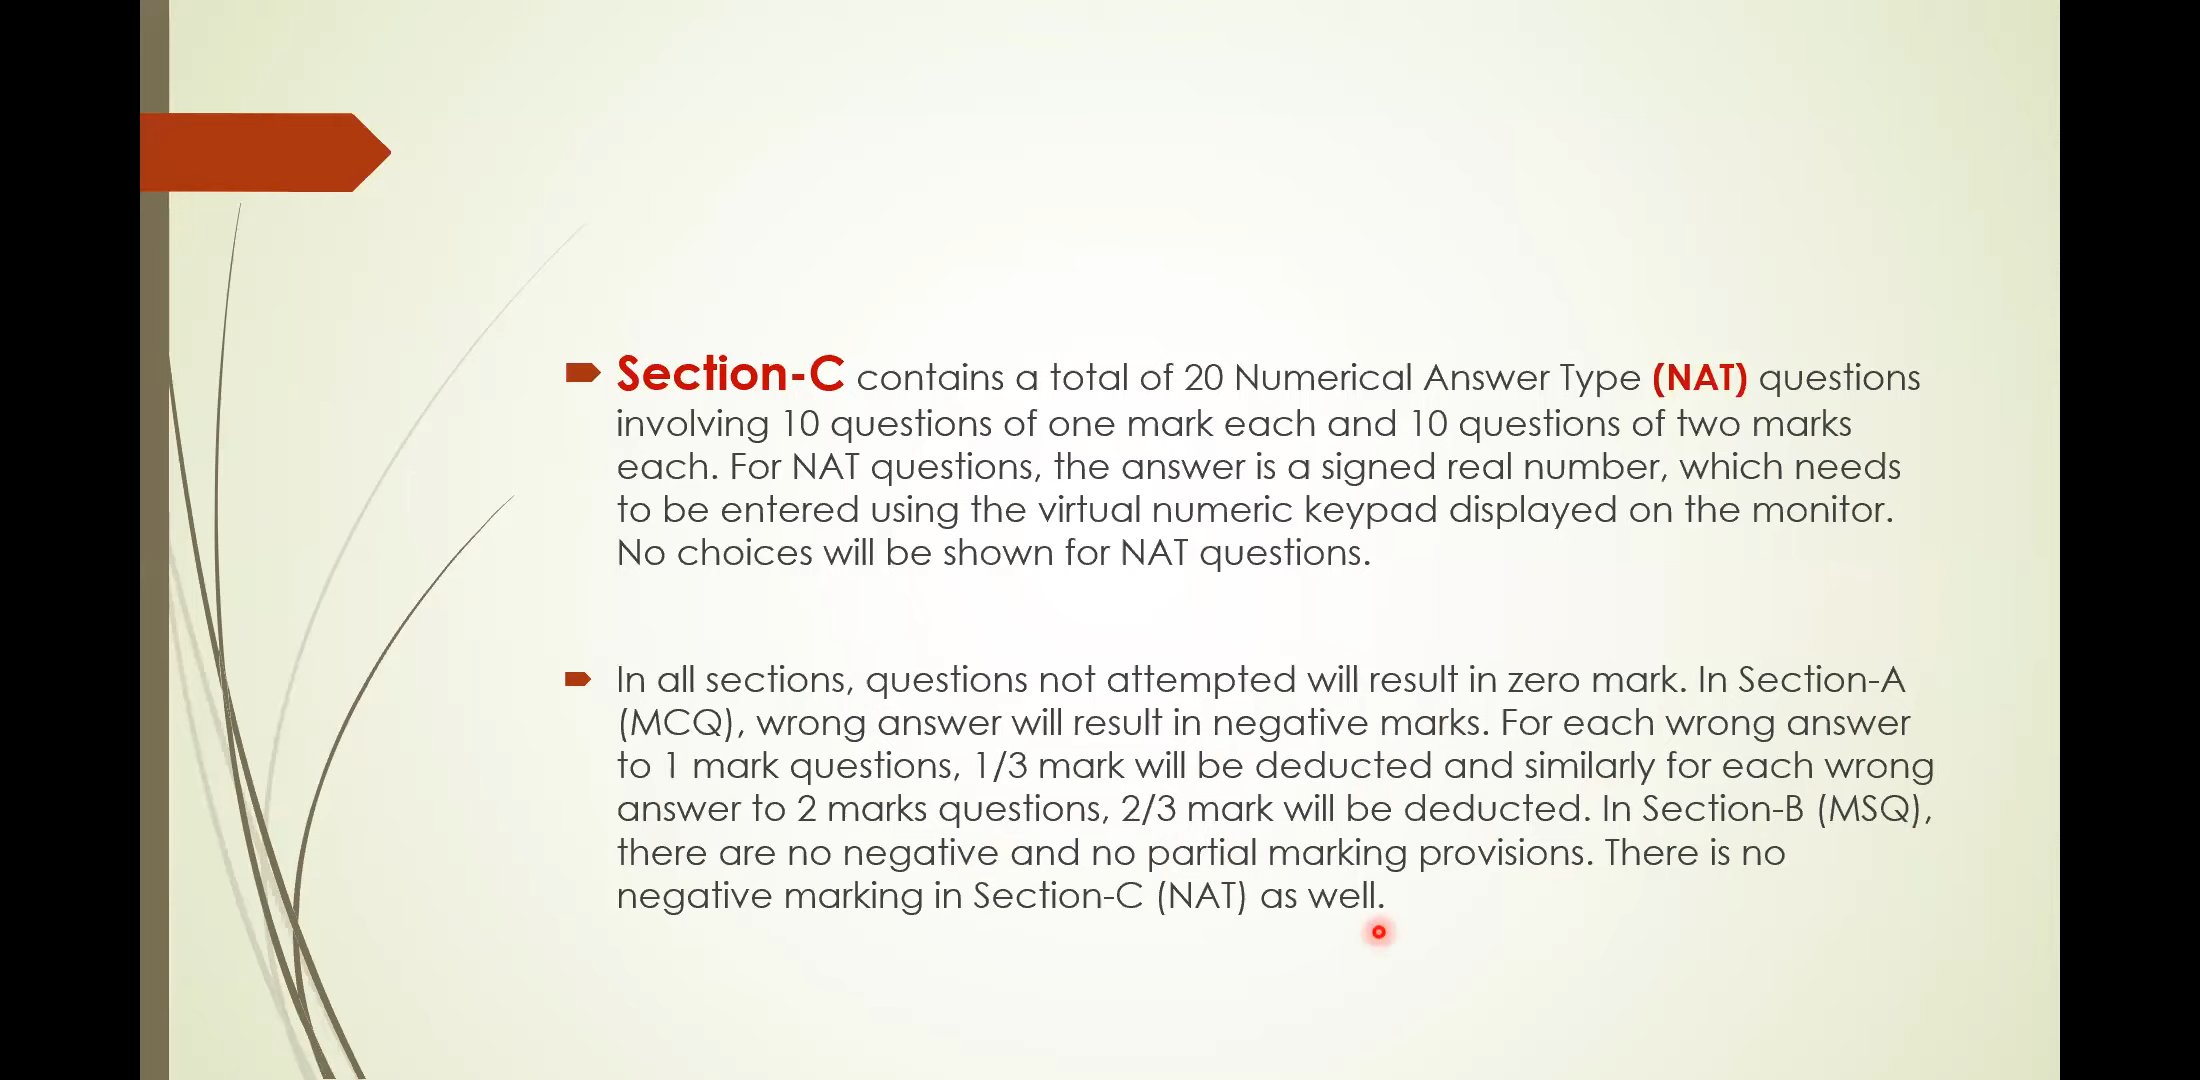 Section-C contains a total of 20 Numerical Answer Type (NAT) questions
involving 10 questions of one mark each and 10 questions of two marks
each. For NAT questions, the answer is a signed real number, which needs
to be entered using the virtual numeric keypad displayed on the monitor.
No choices will be shown for NAT questions.
In all sections, questions not attempted will result in zero mark. In Section-A
(MCQ), wrong answer will result in negative marks. For each wrong answer
to 1 mark questions, 1/3 mark will be deducted and similarly for each wrong
answer to 2 marks questions, 2/3 mark will be deducted. In Section-B (MSQ),
there are no negative and no partial marking provisions. There is no
negative marking in Section-C (NAT) as well.